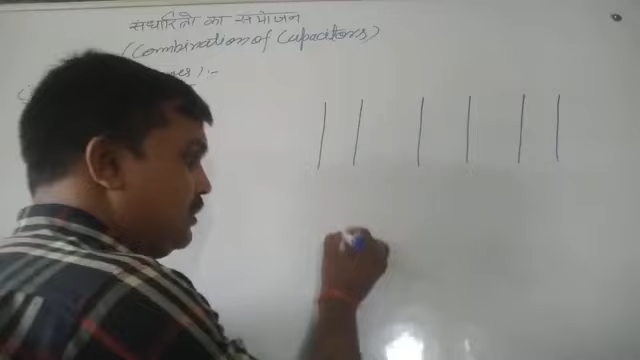 संधारित्रो का संयोजन
(Combination of Capacitors)
:-